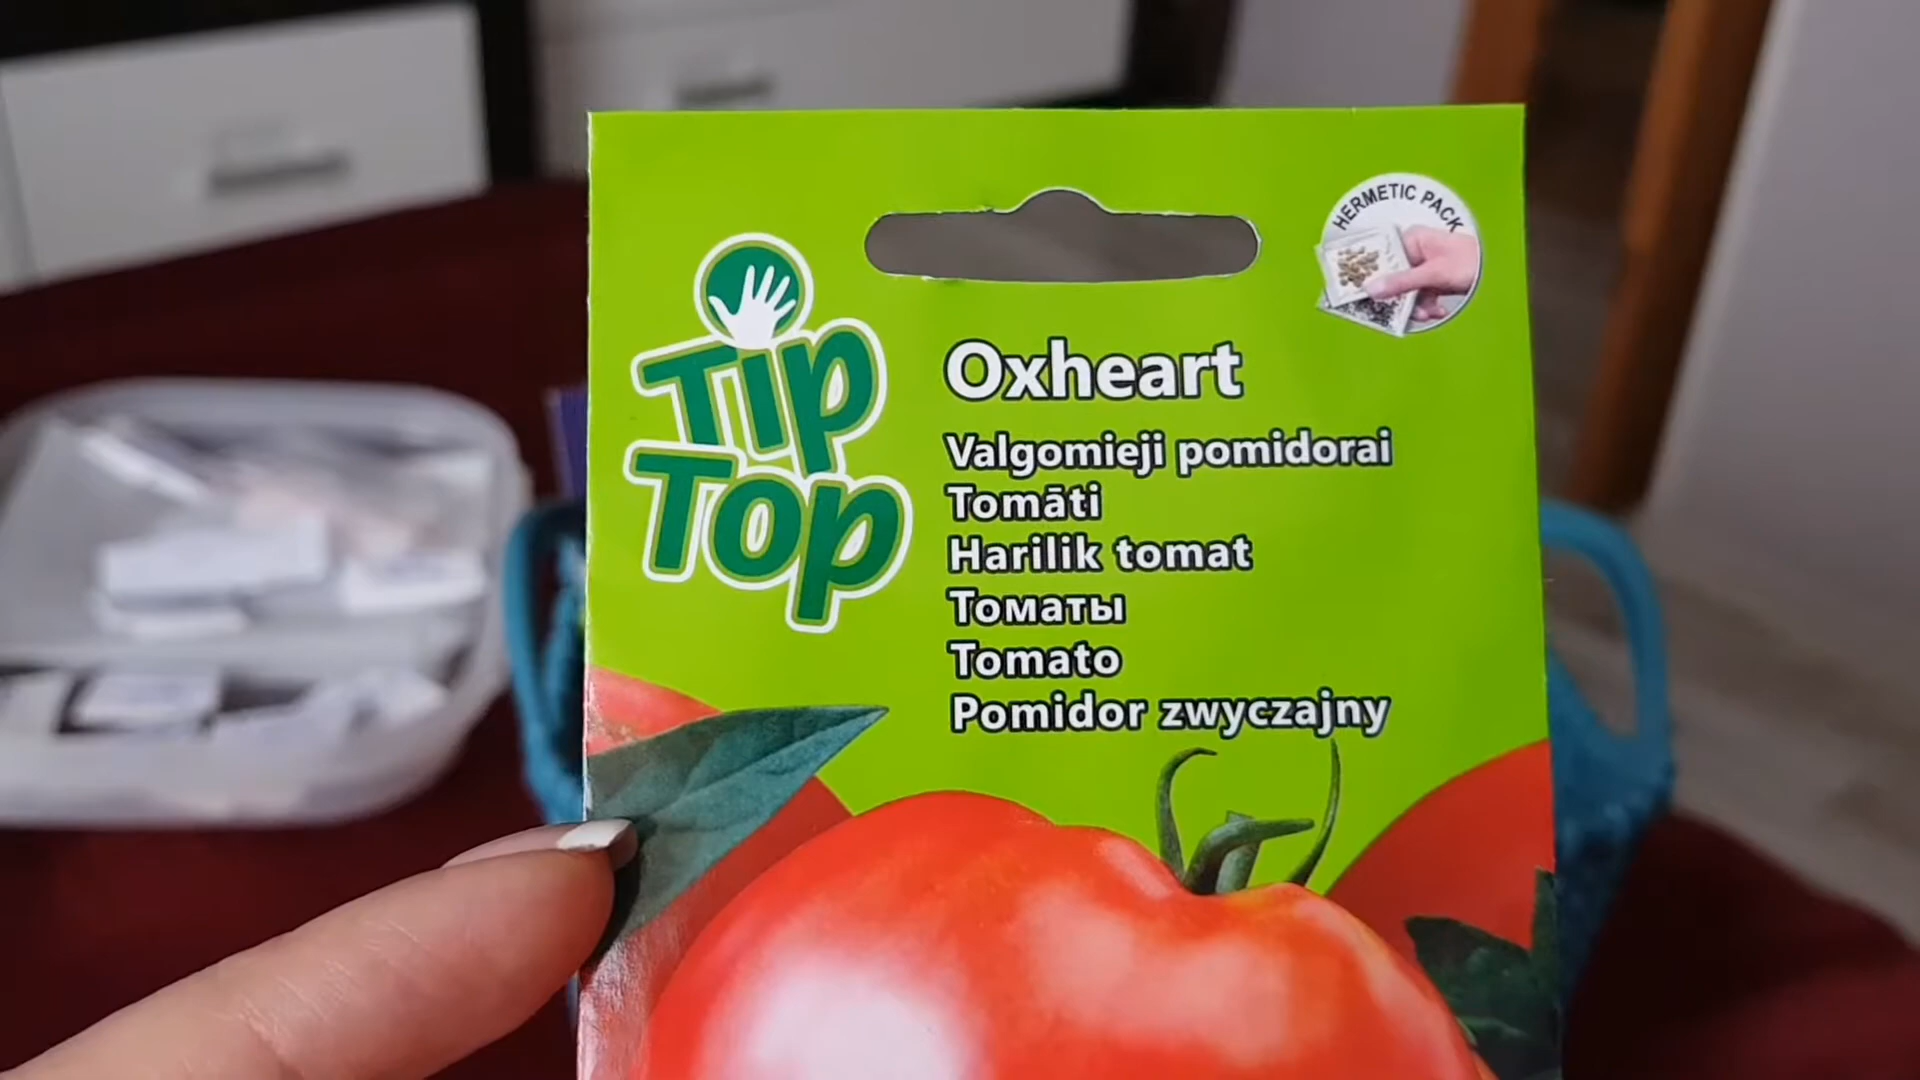 HERMETIC PACK
Tip
Top
Oxheart
Valgomieji pomidorai
Tomāti
Harilik tomat
Томаты
Tomato
Pomidor zwyczajny